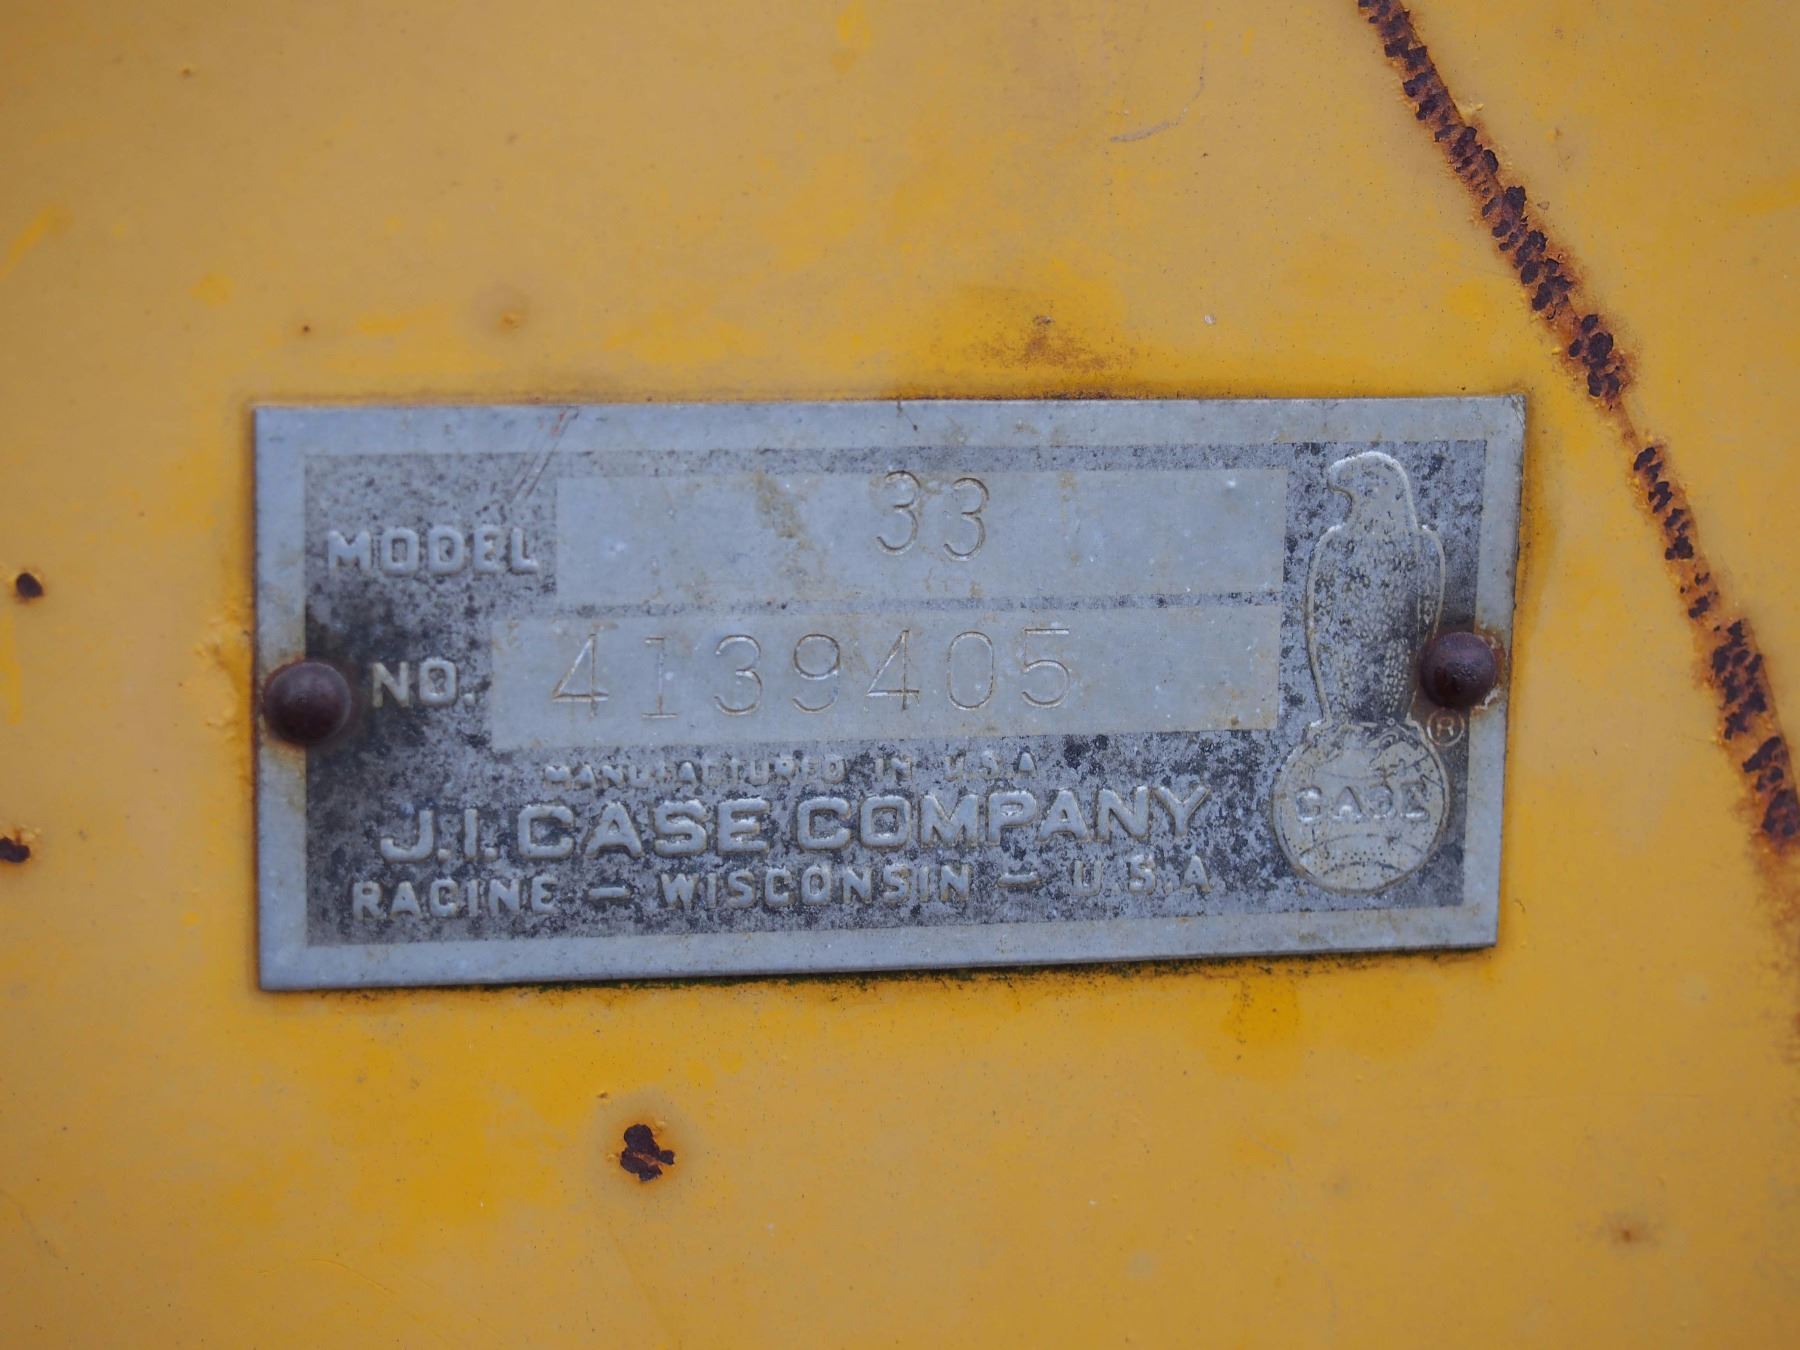 MODEL 33
NO. 4139405
MANUFACTURED IN U.S.A
J.I. CASE COMPANY
RACINE – WISCONSIN – U.S.A
CASE
®